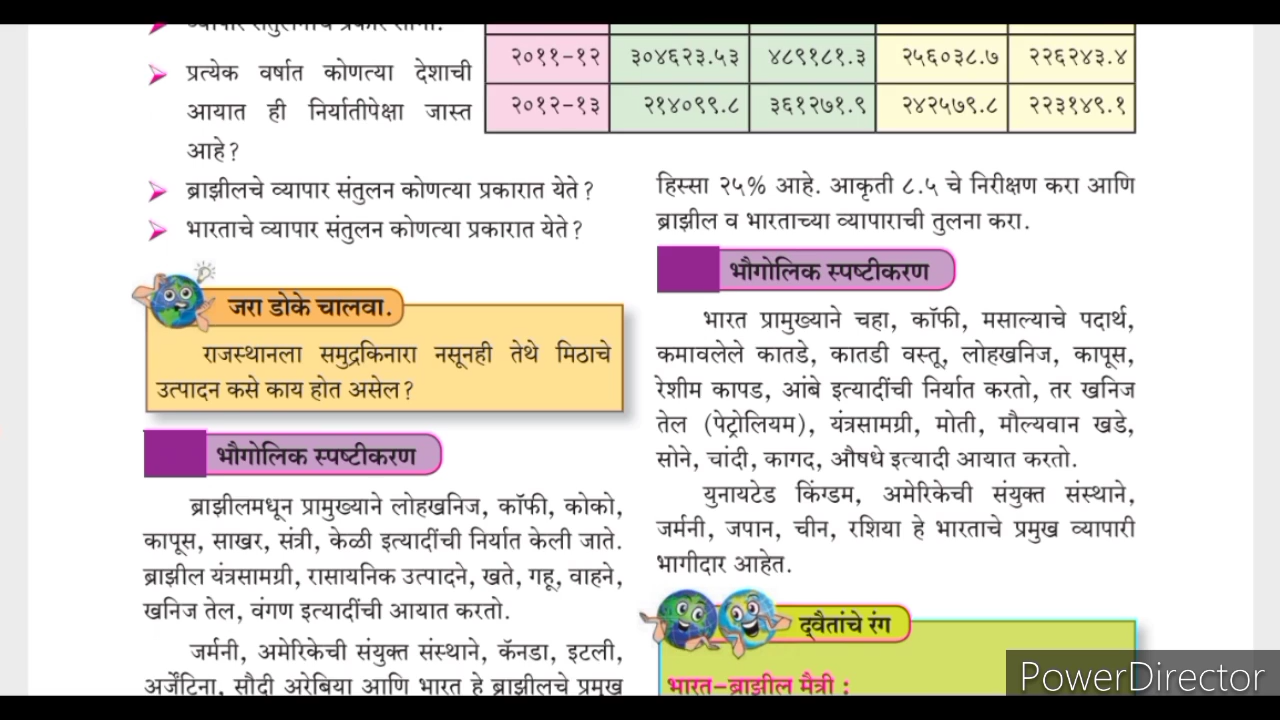 व्यापार संतुलनाचे प्रकार सांगा.
प्रत्येक वर्षात कोणत्या देशाची
आयात ही निर्यातीपेक्षा जास्त
आहे?
ब्राझीलचे व्यापार संतुलन कोणत्या प्रकारात येते?
भारताचे व्यापार संतुलन कोणत्या प्रकारात येते?
जरा डोके चालवा.
राजस्थानला समुद्रकिनारा नसूनही तेथे मिठाचे
उत्पादन कसे काय होत असेल?
भौगोलिक स्पष्टीकरण
ब्राझीलमधून प्रामुख्याने लोहखनिज, कॉफी, कोको,
कापूस, साखर, संत्री, केळी इत्यादींची निर्यात केली जाते.
ब्राझील यंत्रसामग्री, रासायनिक उत्पादने, खते, गहू, वाहने,
खनिज तेल, वंगण इत्यादींची आयात करतो.
जर्मनी, अमेरिकेची संयुक्त संस्थाने, कॅनडा, इटली,
अर्जेंटिना, सौदी अरेबिया आणि भारत हे ब्राझीलचे प्रमुख
२०११-१२ ३०४६२३.५३ ४८९१८१.३ २५६०३८.७ २२६२४३.४
२०१२-१३ २१४०९९.८ ३६१२७१.९ २४२५७९.८ २२३१४९.१
हिस्सा २५% आहे. आकृती ८.५ चे निरीक्षण करा आणि
ब्राझील व भारताच्या व्यापाराची तुलना करा.
भौगोलिक स्पष्टीकरण
भारत प्रामुख्याने चहा, कॉफी, मसाल्याचे पदार्थ,
कमावलेले कातडे, कातडी वस्तू, लोहखनिज, कापूस,
रेशीम कापड, आंबे इत्यादींची निर्यात करतो, तर खनिज
तेल (पेट्रोलियम), यंत्रसामग्री, मोती, मौल्यवान खडे,
सोने, चांदी, कागद, औषधे इत्यादी आयात करतो.
युनायटेड किंग्डम, अमेरिकेची संयुक्त संस्थाने,
जर्मनी, जपान, चीन, रशिया हे भारताचे प्रमुख व्यापारी
भागीदार आहेत.
द्वैतांचे रंग
भारत-ब्राझील मैत्री :
PowerDirector